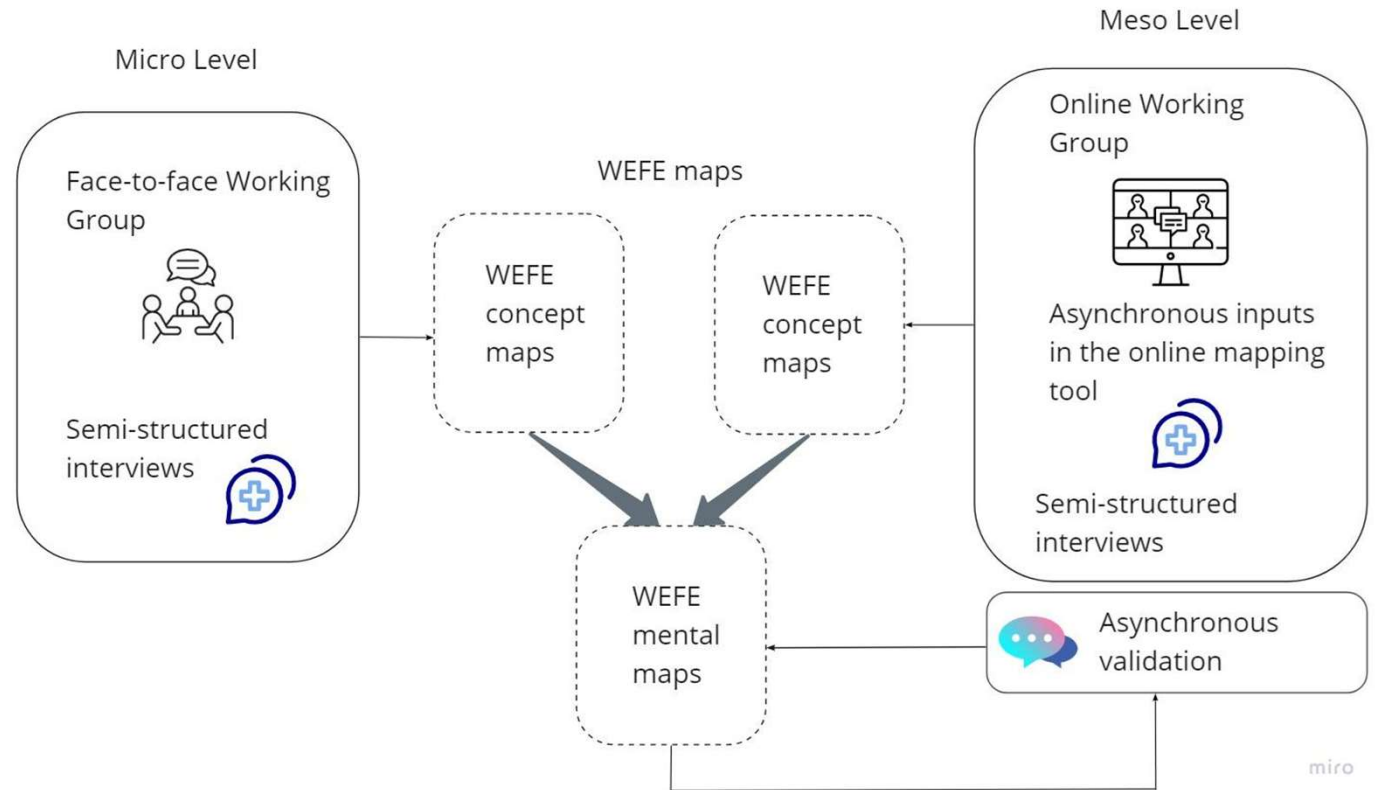 Micro Level
Face-to-face Working
Group
Semi-structured
interviews
WEFE maps
WEFE
concept
maps
WEFE
concept
maps
WEFE
mental
maps
Meso Level
Online Working
Group
Asynchronous inputs
in the online mapping
tool
Semi-structured
interviews
Asynchronous
validation
miro